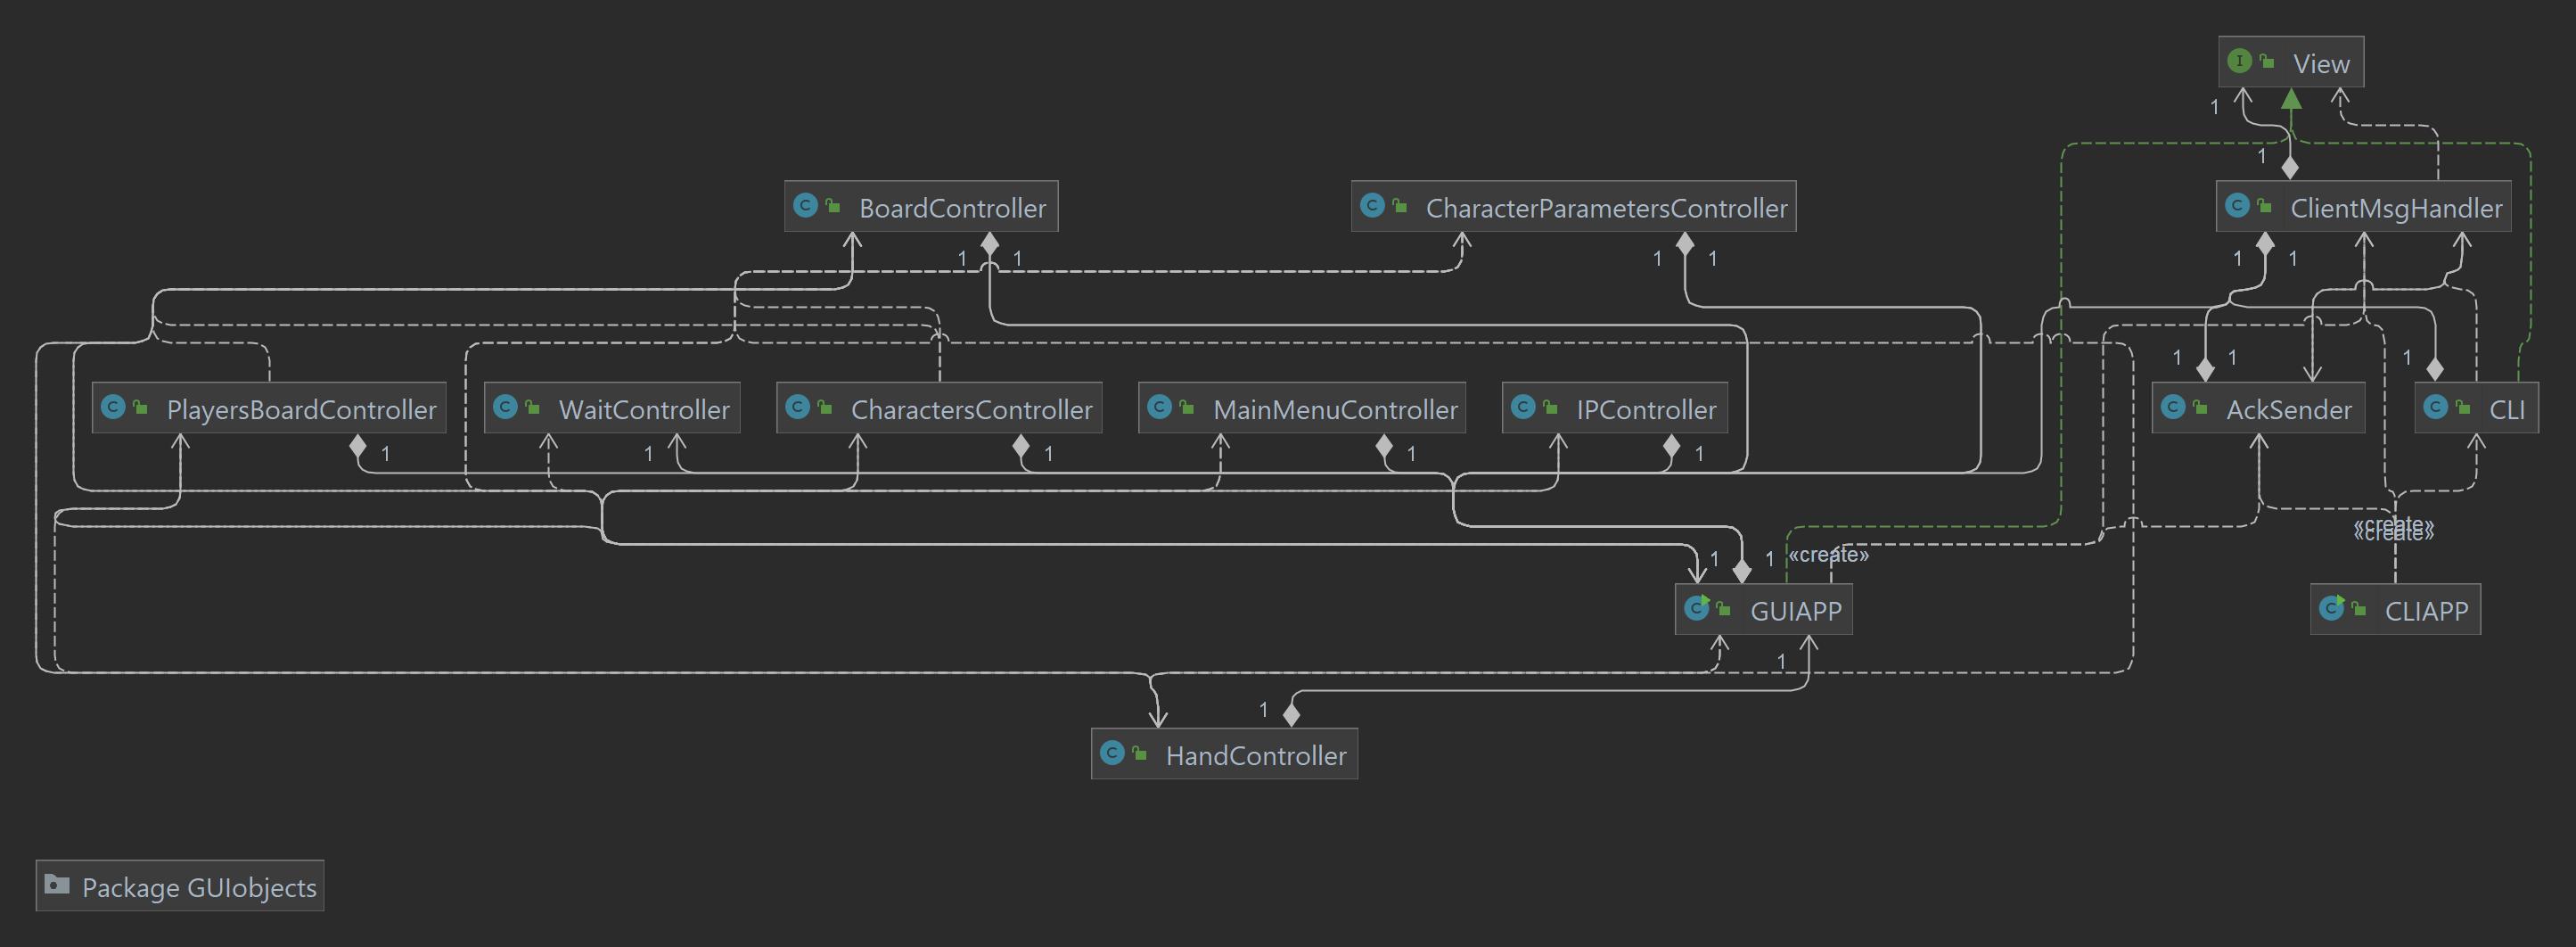 I View
1
1
C BoardController
C CharacterParametersController
C ClientMsgHandler
1 1
1 1
1 1
1 1
1
C PlayersBoardController
C WaitController
C CharactersController
C MainMenuController
C IPController
C AckSender
C CLI
1
1
1
1
1
«create»
«create»
1
1
«create»
C GUIAPP
C CLIAPP
1
1
C HandController
Package GUIobjects